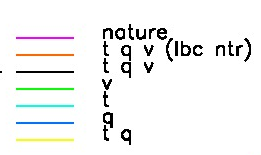 nature
t q v (lbc ntr)
t q v
v
t
q
t q